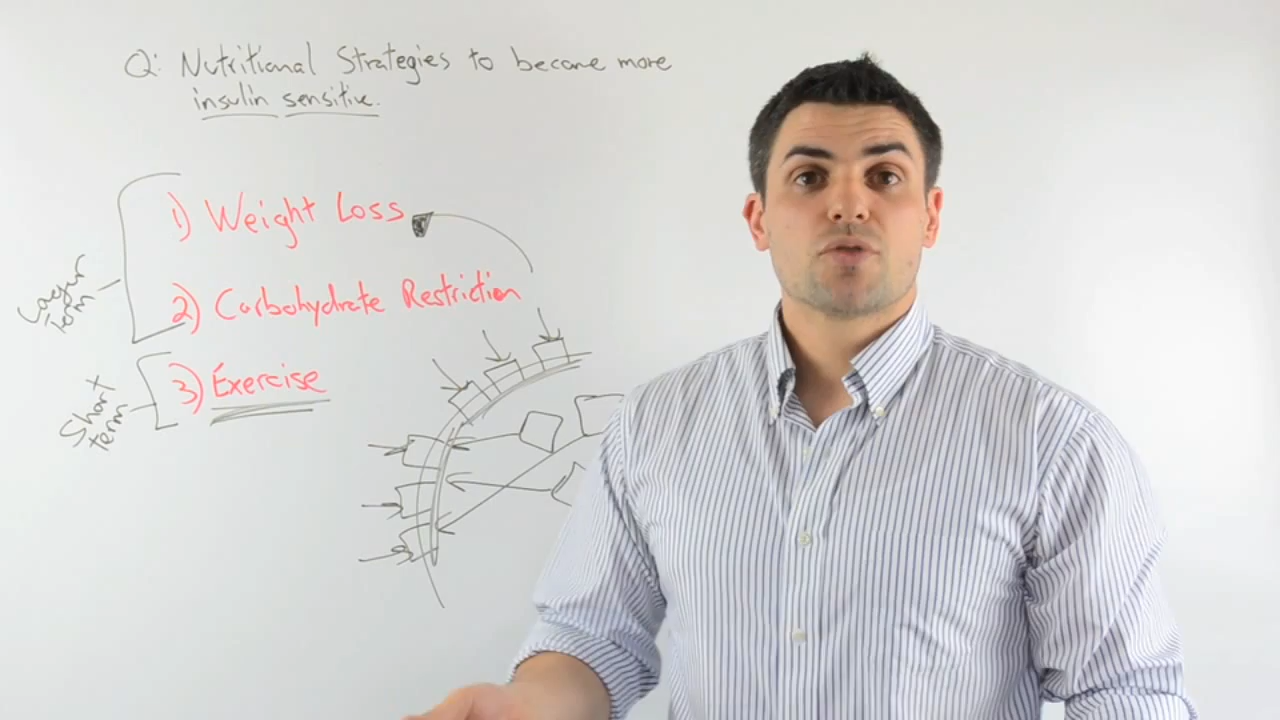 Q: Nutritional Strategies to become more
insulin sensitive.
1) Weight Loss
2) Carbohydrate Restriction
3) Exercise
Longer
term
Short
term